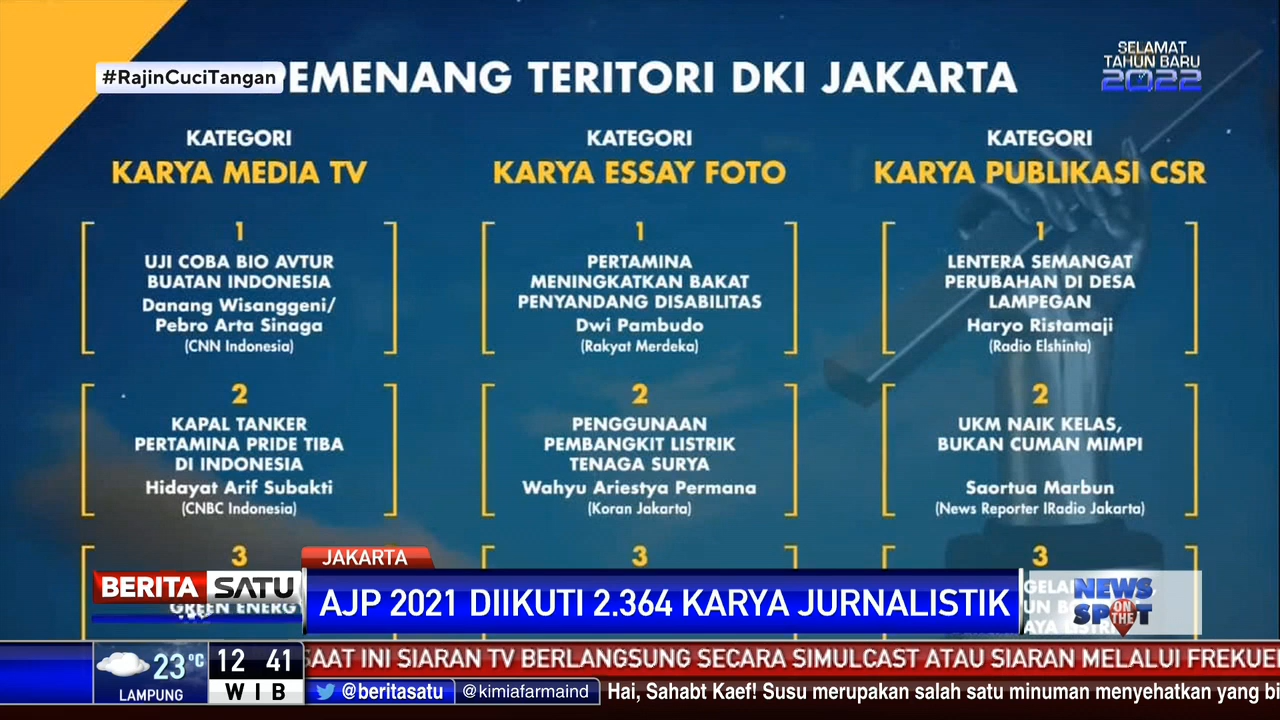 #RajinCuciTangan
PEMENANG TERITORI DKI JAKARTA
SELAMAT
TAHUN BARU
2022
KATEGORI
KARYA MEDIA TV
1
UJI COBA BIO AVTUR
BUATAN INDONESIA
Danang Wisanggeni/
Pebro Arta Sinaga
(CNN Indonesia)
2
KAPAL TANKER
PERTAMINA PRIDE TIBA
DI INDONESIA
Hidayat Arif Subakti
(CNBC Indonesia)
3
GREEN ENERGY
KATEGORI
KARYA ESSAY FOTO
1
PERTAMINA
MENINGKATKAN BAKAT
PENYANDANG DISABILITAS
Dwi Pambudo
(Rakyat Merdeka)
2
PENGGUNAAN
PEMBANGKIT LISTRIK
TENAGA SURYA
Wahyu Ariestya Permana
(Koran Jakarta)
3
KATEGORI
KARYA PUBLIKASI CSR
1
LENTERA SEMANGAT
PERUBAHAN DI DESA
LAMPEGAN
Haryo Ristamaji
(Radio Elshinta)
2
UKM NAIK KELAS,
BUKAN CUMAN MIMPI
Saortua Marbun
(News Reporter IRadio Jakarta)
3
JAKARTA
BERITA SATU
AJP 2021 DIIKUTI 2.364 KARYA JURNALISTIK
NEWS
ON THE
SPOT
23°C
LAMPUNG
12 41
WIB
SAAT INI SIARAN TV BERLANGSUNG SECARA SIMULCAST ATAU SIARAN MELALUI
@beritasatu
@kimiafarmaind
Hai, Sahabt Kaef! Susu merupakan salah satu minuman menyehatkan yang